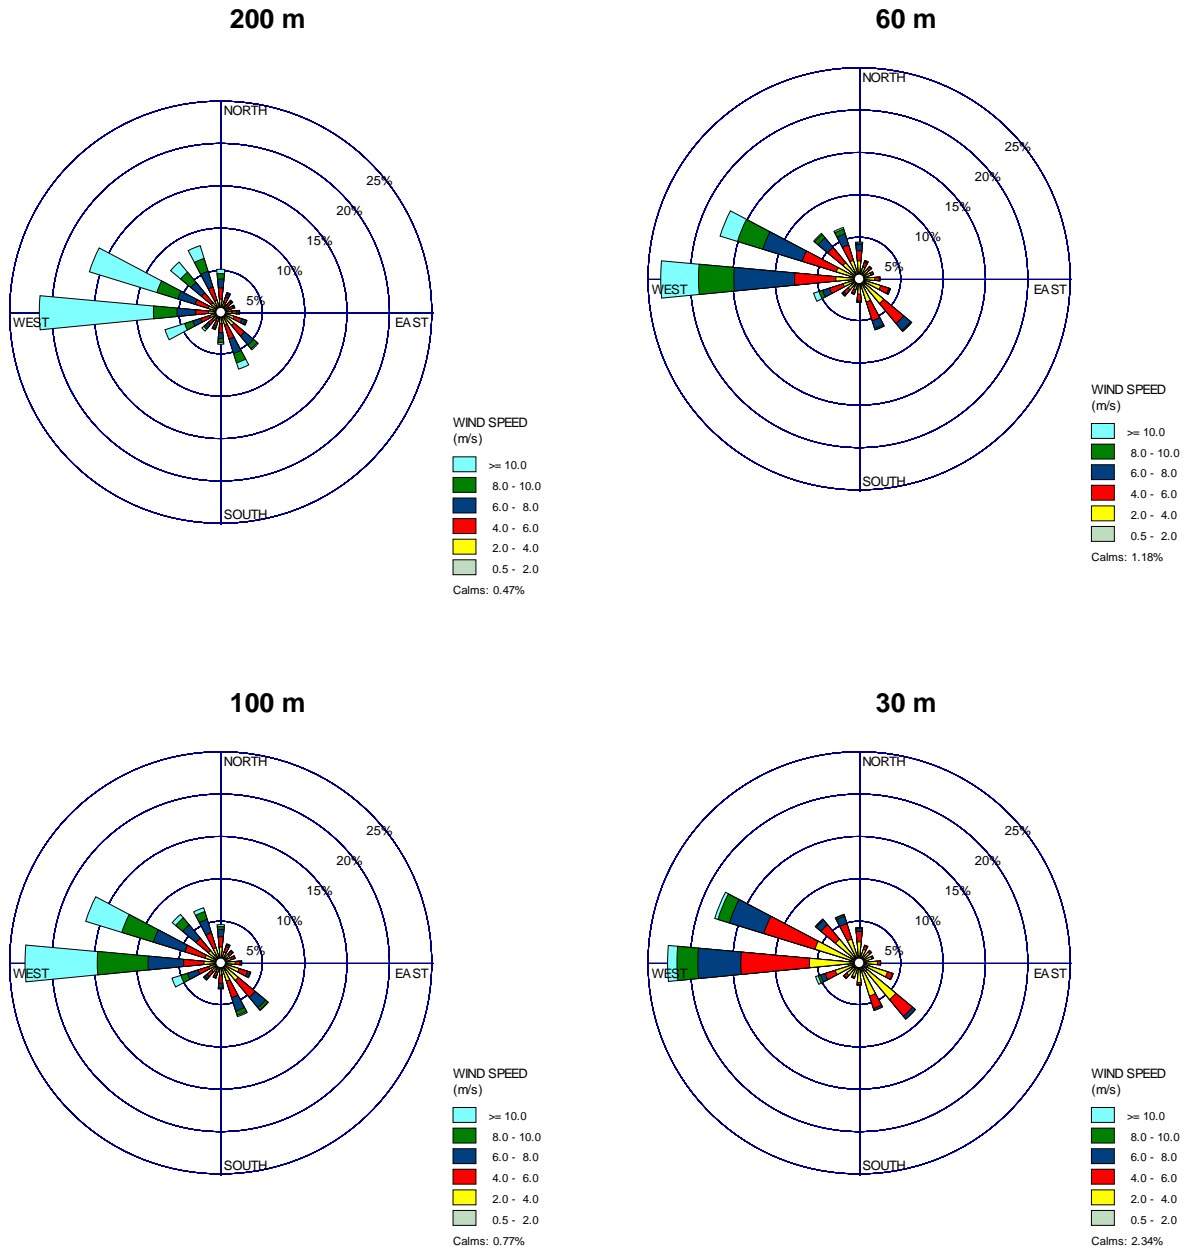 200 m
NORTH
25%
20%
15%
10%
5%
WEST
EAST
SOUTH
WIND SPEED
(m/s)
>= 10.0
8.0 - 10.0
6.0 - 8.0
4.0 - 6.0
2.0 - 4.0
0.5 - 2.0
Calms: 0.47%
60 m
NORTH
25%
20%
15%
10%
5%
WEST
EAST
SOUTH
WIND SPEED
(m/s)
>= 10.0
8.0 - 10.0
6.0 - 8.0
4.0 - 6.0
2.0 - 4.0
0.5 - 2.0
Calms: 1.18%
100 m
NORTH
25%
20%
15%
10%
5%
WEST
EAST
SOUTH
WIND SPEED
(m/s)
>= 10.0
8.0 - 10.0
6.0 - 8.0
4.0 - 6.0
2.0 - 4.0
0.5 - 2.0
Calms: 0.77%
30 m
NORTH
25%
20%
15%
10%
5%
WEST
EAST
SOUTH
WIND SPEED
(m/s)
>= 10.0
8.0 - 10.0
6.0 - 8.0
4.0 - 6.0
2.0 - 4.0
0.5 - 2.0
Calms: 2.34%